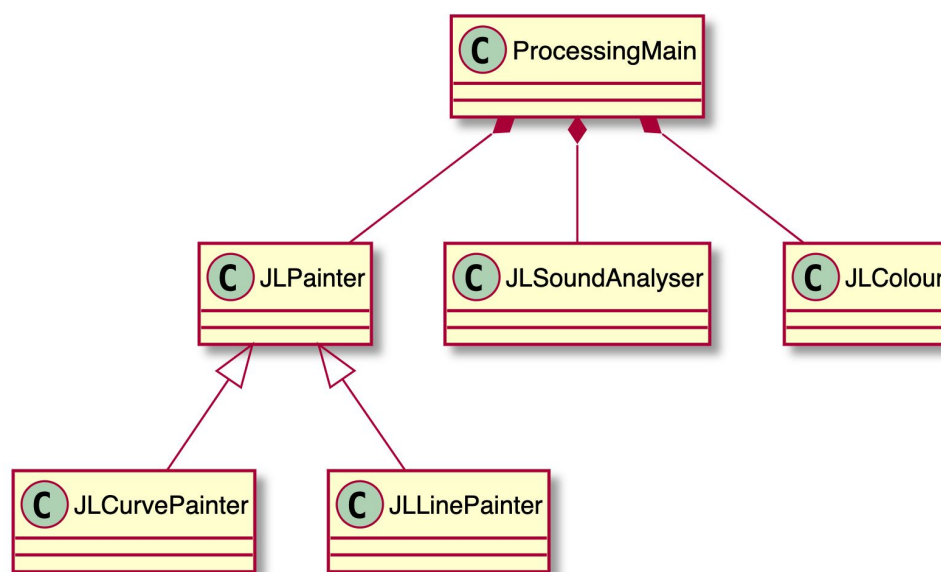 C ProcessingMain
C JLPainter
C JLSoundAnalyser
C JLColour
C JLCurvePainter
C JLLinePainter